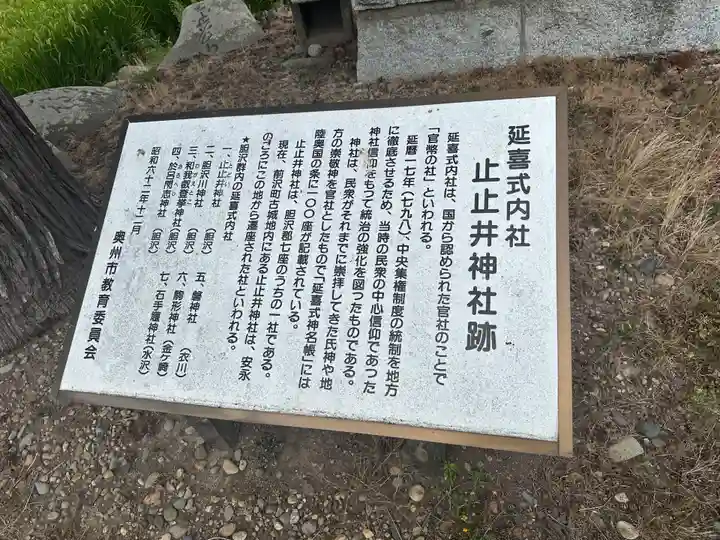 延喜式内社
止止井神社跡
延喜式内社は、国から認められた官社のことで
「官幣の社」といわれる。
延暦一七年(七九八)、中央集権制度の統制を地方
に徹底させるため、当時の民衆の中心信仰であった
神社信仰をもつて統治の強化を図つたものである。
神社は、民衆がそれまでに崇拝してきた氏神や地
方の崇敬神を官社としたもので「延喜式神名帳」には
陸奥国の条に一〇〇座が記載されている。
止止井神社は、胆沢郡七座のうちの一社である。
現在、前沢町古城地内にある止止井神社は、安永
のころにこの地から遷座された社といわれる。
★胆沢郡内の延喜式内社
一、止止井神社
二、胆沢川神社 (胆沢) 五、磐神社 (衣川)
三、和我叡登挙神社(胆沢) 六、駒形神社 (金ヶ崎)
四、於呂閇志神社 (胆沢) 七、石手堰神社(水沢)
昭和六十二年十二月
奥州市教育委員会